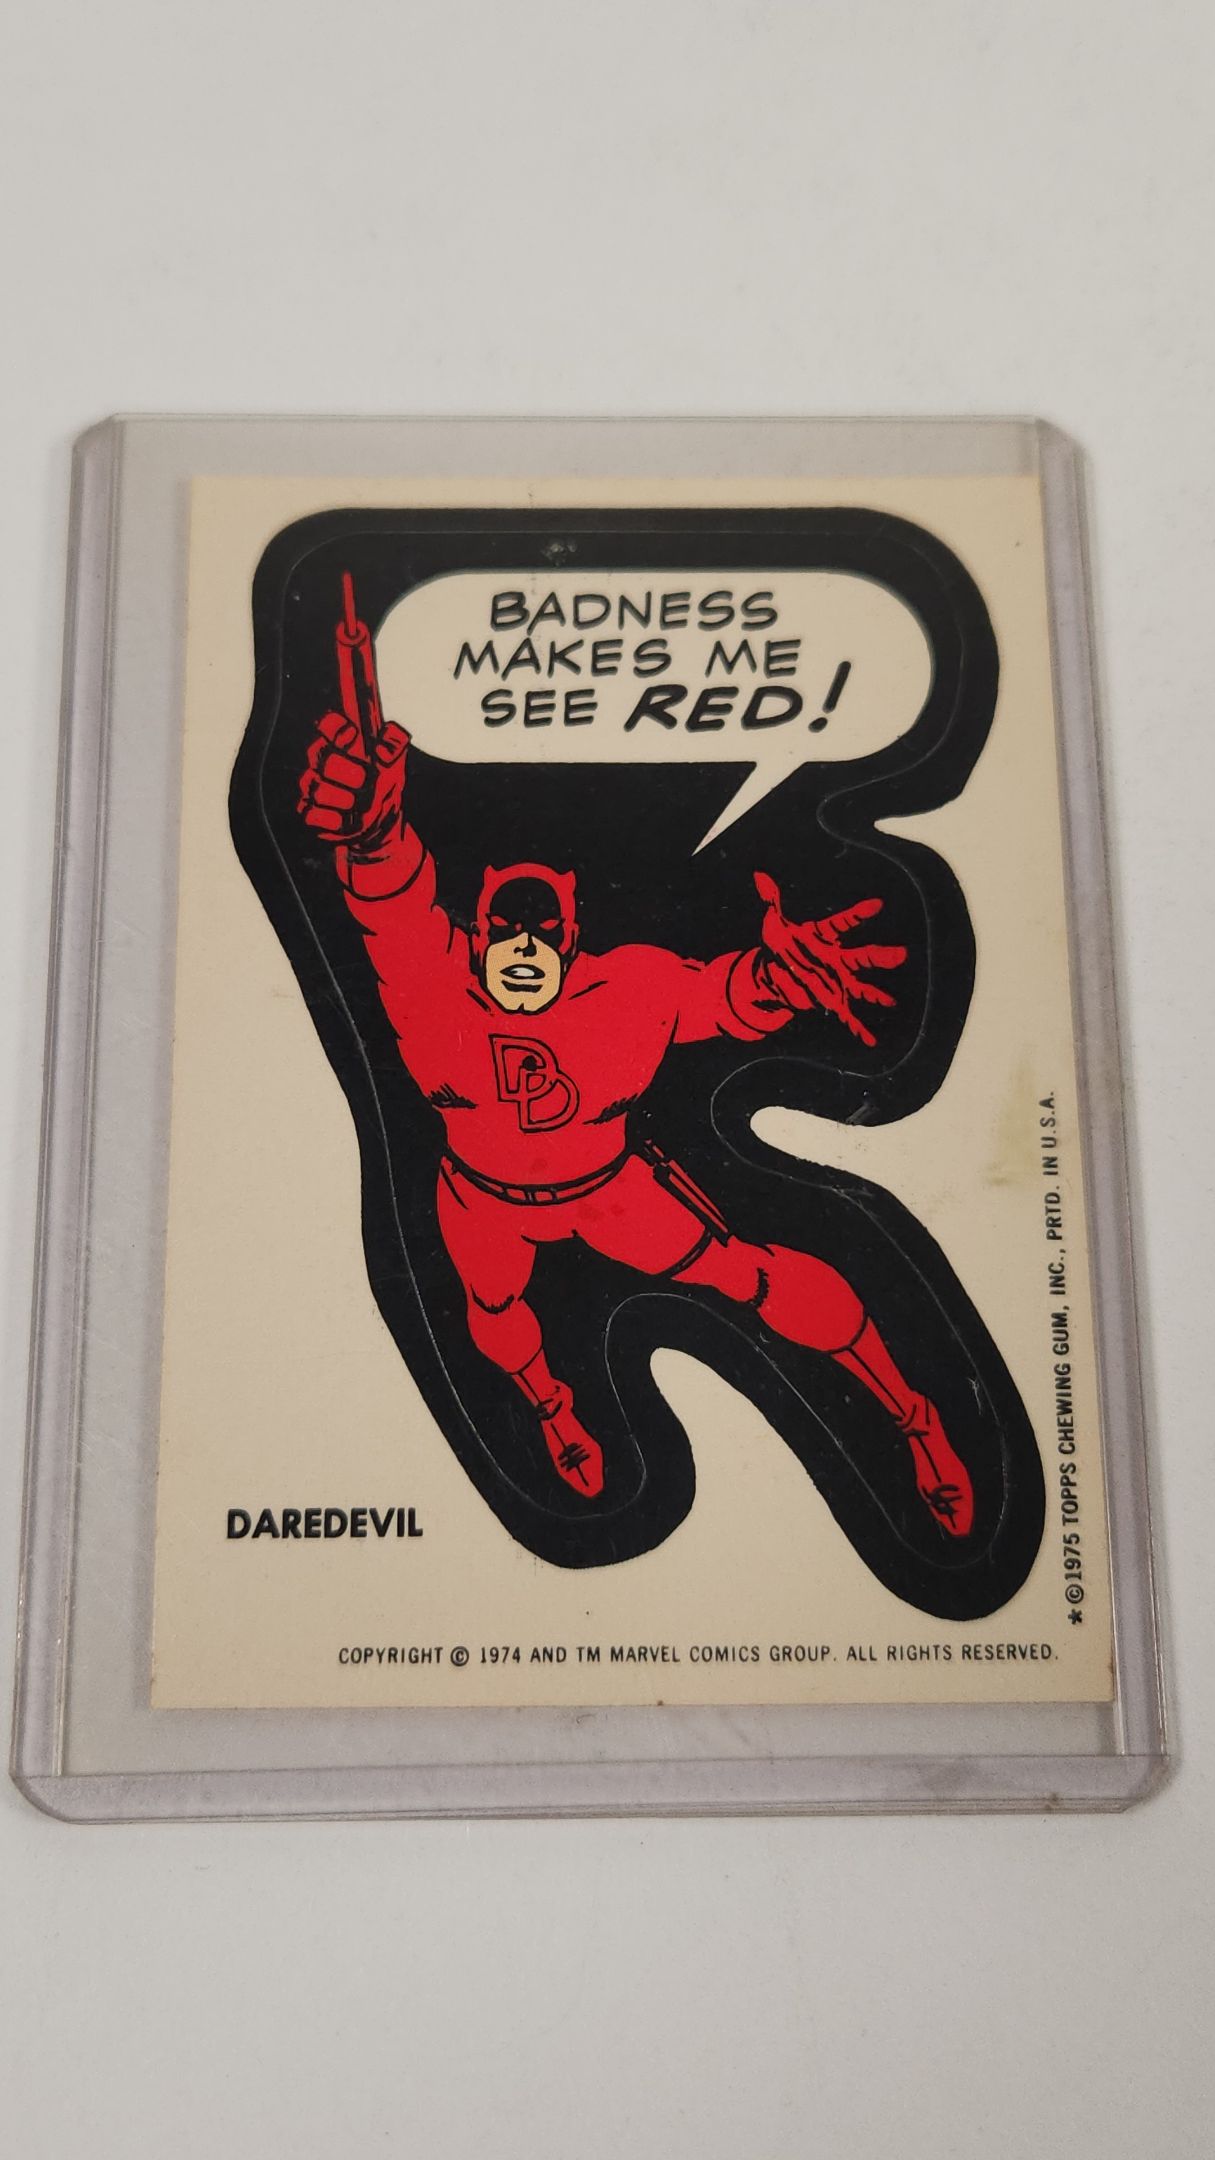 BADNESS
MAKES ME
SEE RED!
DD
DAREDEVIL
*©1975 TOPPS CHEWING GUM, INC., PRTD. IN U.S.A.
COPYRIGHT © 1974 AND TM MARVEL COMICS GROUP. ALL RIGHTS RESERVED.